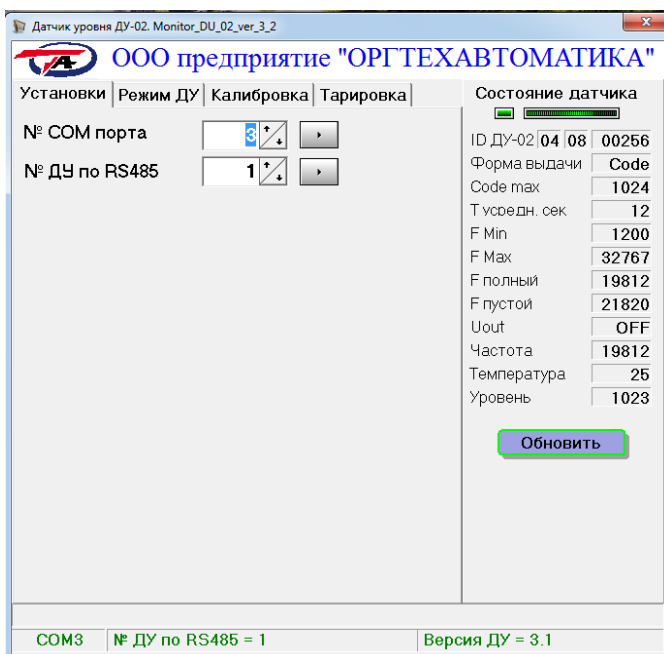 Датчик уровня ДУ-02. Monitor_DU_02_ver_3_2
ТА ООО предприятие "ОРГТЕХАВТОМАТИКА"
Установки Режим ДУ Калибровка Тарировка
№ COM порта 3
№ ДУ по RS485 1
Состояние датчика
ID ДУ-02 04 08 00256
Форма выдачи Code
Code max 1024
Т усредн. сек 12
F Min 1200
F Max 32767
F полный 19812
F пустой 21820
Uout OFF
Частота 19812
Температура 25
Уровень 1023
Обновить
COM3 № ДУ по RS485 = 1 Версия ДУ = 3.1